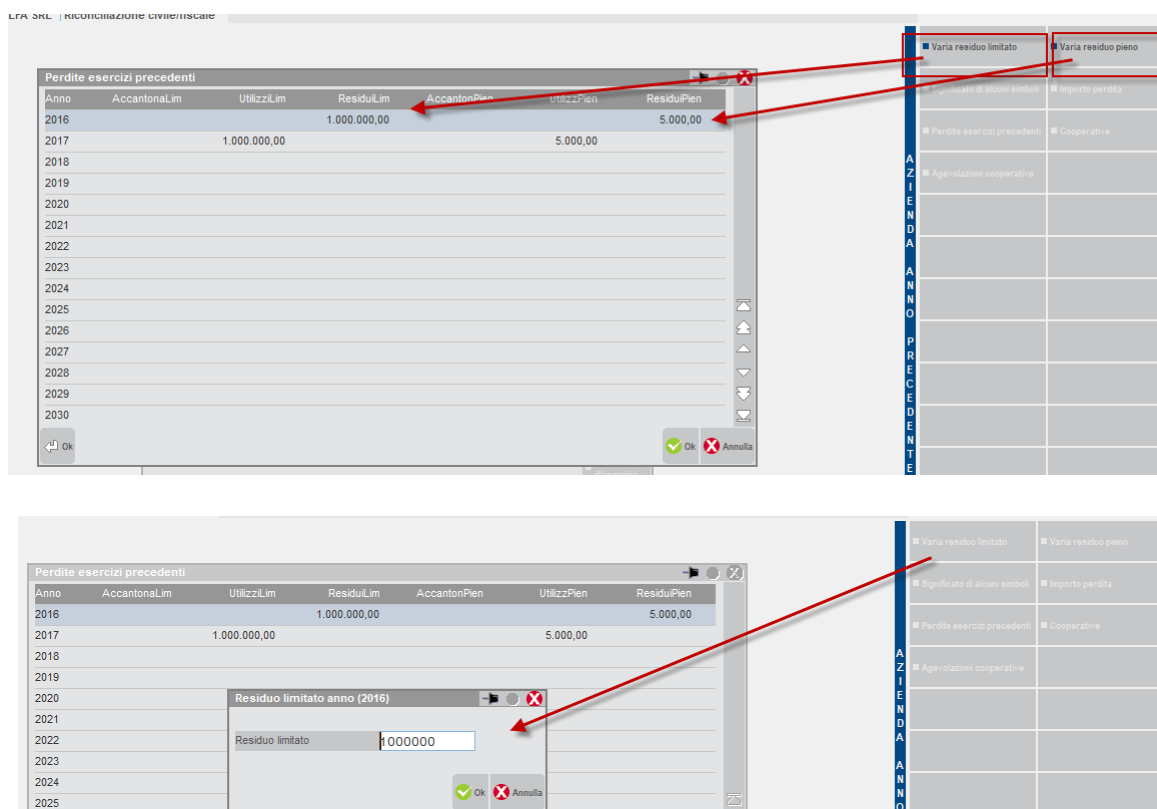 LFA SRL | Riconciliazione civile/fiscale
Varia residuo limitato Varia residuo pieno
Perdite esercizi precedenti
Anno AccantonaLim UtilizziLim ResiduiLim AccantonPien UtilizzPien ResiduiPien
Significato di alcuni simboli Importo perdita
2016 1.000.000,00 5.000,00
2017 1.000.000,00 5.000,00
Perdite esercizi precedenti Cooperative
2018
2019
Agevolazioni cooperative
2020
2021
2022
2023
2024
2025
2026
2027
2028
2029
2030
Ok Ok Annulla
AZIENDA ANNO PRECEDENTE
Varia residuo limitato Varia residuo pieno
Perdite esercizi precedenti
Significato di alcuni simboli Importo perdita
Anno AccantonaLim UtilizziLim ResiduiLim AccantonPien UtilizzPien ResiduiPien
2016 1.000.000,00 5.000,00
Perdite esercizi precedenti Cooperative
2017 1.000.000,00 5.000,00
2018
Agevolazioni cooperative
2019
2020
Residuo limitato anno (2016)
2021
2022
Residuo limitato 1000000
2023
2024
Ok Annulla
2025
AZIENDA ANNO